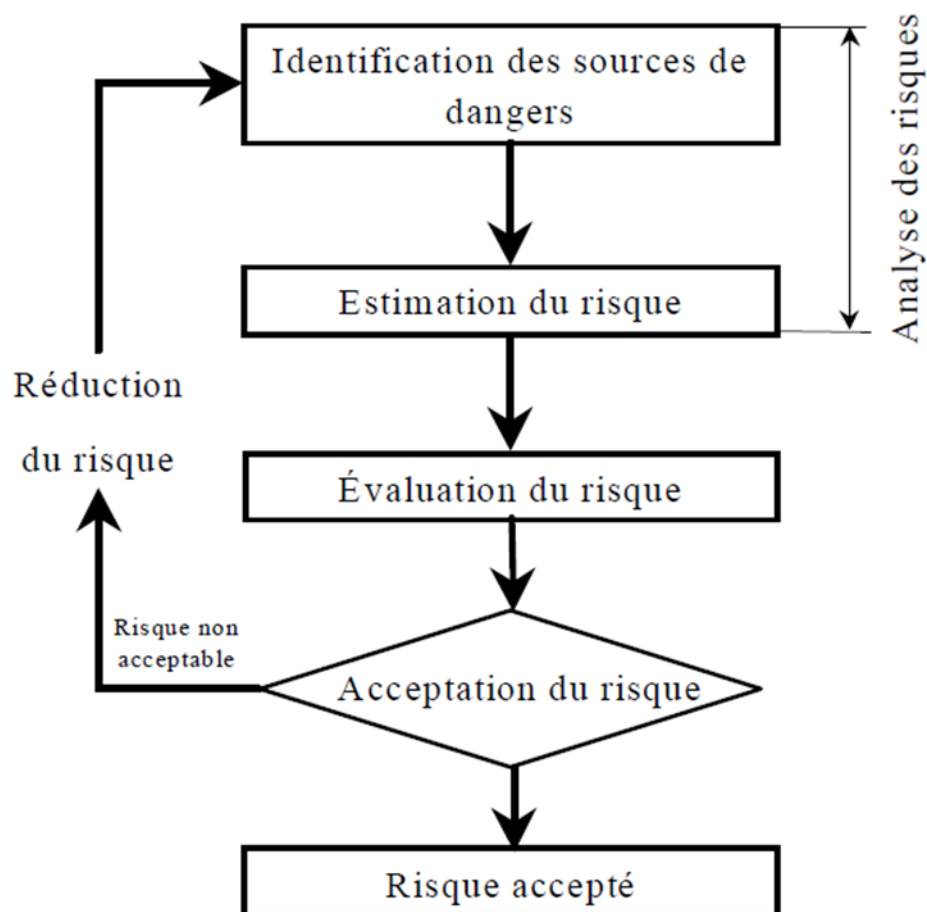 Identification des sources de
dangers
Analyse des risques
Estimation du risque
Réduction
du risque
Évaluation du risque
Risque non
acceptable
Acceptation du risque
Risque accepté